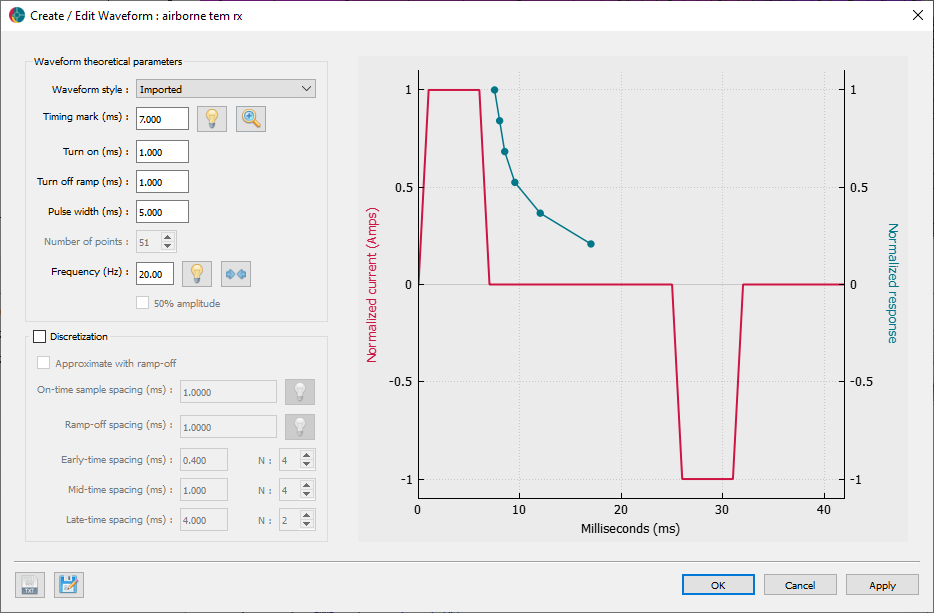 Create / Edit Waveform : airborne tem rx
Waveform theoretical parameters
Waveform style : Imported
Timing mark (ms) : 7.000
Turn on (ms) : 1.000
Turn off ramp (ms) : 1.000
Pulse width (ms) : 5.000
Number of points : 51
Frequency (Hz) : 20.00
50% amplitude
Discretization
Approximate with ramp-off
On-time sample spacing (ms) : 1.0000
Ramp-off spacing (ms) : 1.0000
Early-time spacing (ms) : 0.400 N : 4
Mid-time spacing (ms) : 1.000 N : 4
Late-time spacing (ms) : 4.000 N : 2
Normalized current (Amps)
1
0.5
0
-0.5
-1
0 10 20 30 40
Milliseconds (ms)
1
0.5
0
-0.5
-1
Normalized response
TXT
OK Cancel Apply